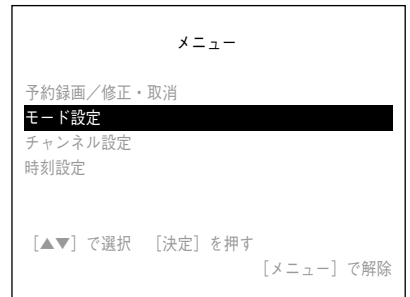 メニュー
予約録画／修正・取消
モード設定
チャンネル設定
時刻設定
［▲▼］で選択　［決定］を押す
［メニュー］で解除